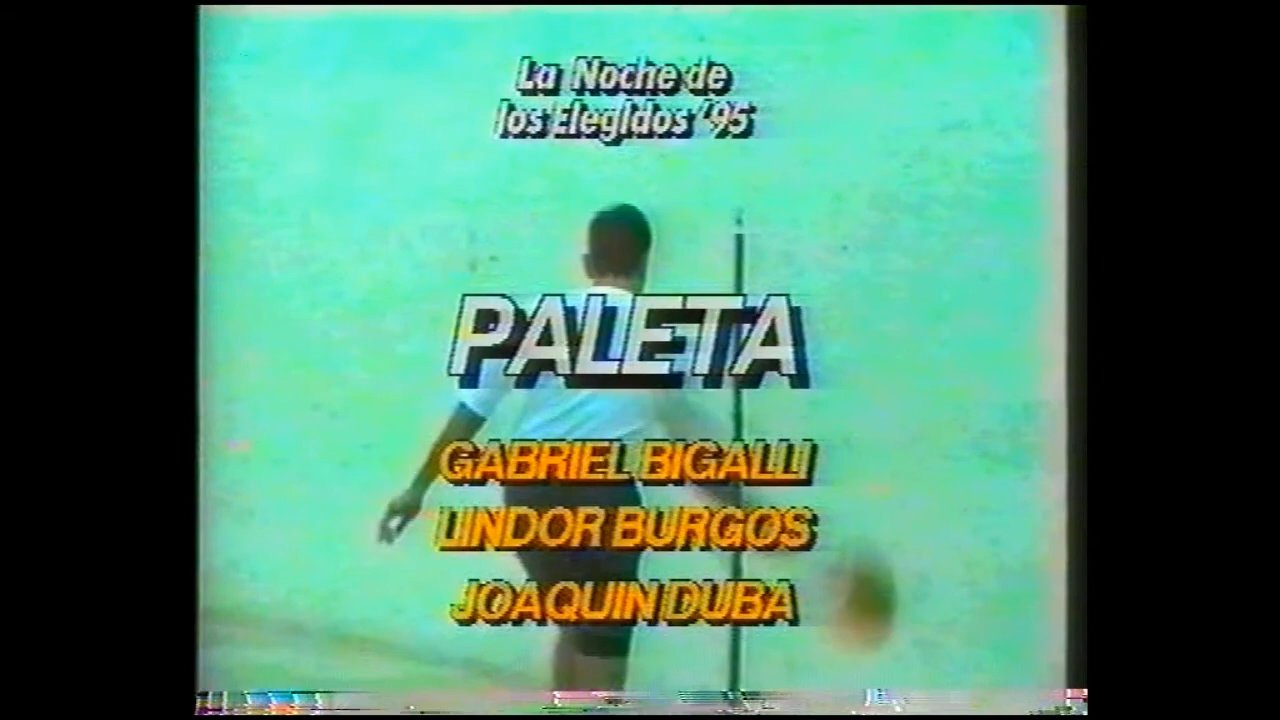 La Noche de
los Elegidos '95
PALETA
GABRIEL BIGALLI
LINDOR BURGOS
JOAQUIN DUBA